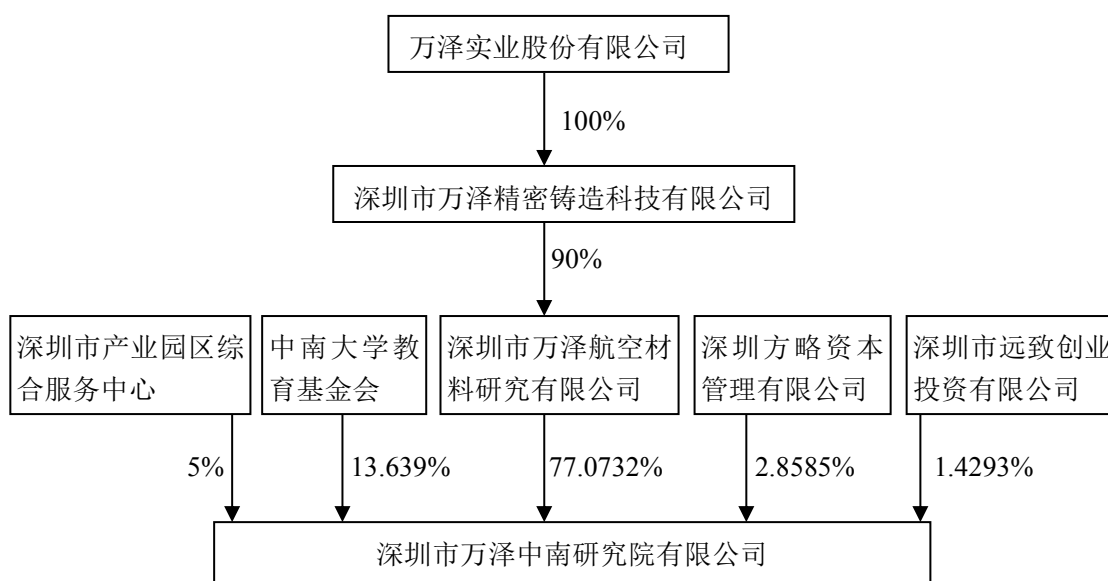 万泽实业股份有限公司
100%
深圳市万泽精密铸造科技有限公司
90%
深圳市产业园区综
合服务中心
中南大学教
育基金会
深圳市万泽航空材
料研究有限公司
深圳方略资本
管理有限公司
深圳市远致创业
投资有限公司
5%
13.639%
77.0732%
2.8585%
1.4293%
深圳市万泽中南研究院有限公司